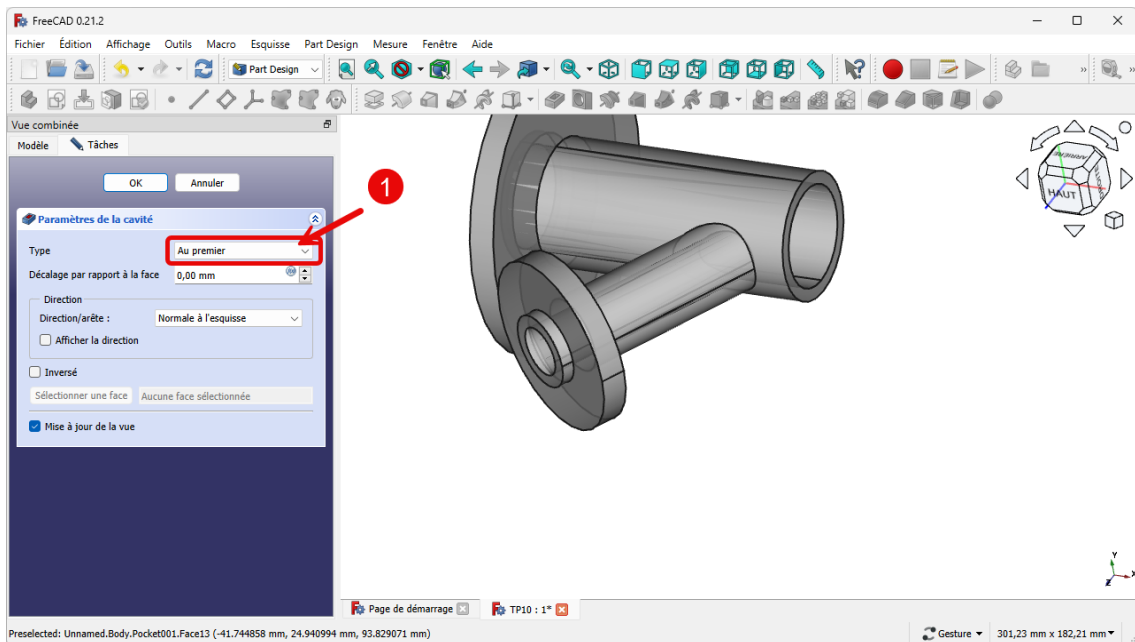 FreeCAD 0.21.2
Fichier Édition Affichage Outils Macro Esquisse Part Design Mesure Fenêtre Aide
Part Design
Vue combinée
Modèle Tâches
OK Annuler
1
Paramètres de la cavité
Type Au premier
Décalage par rapport à la face 0,00 mm
Direction
Direction/arête : Normale à l'esquisse
Afficher la direction
Inversé
Sélectionner une face Aucune face sélectionnée
Mise à jour de la vue
ARRIÈRE
HAUT
Y
X
Z
Page de démarrage TP10 : 1*
Preselected: Unnamed.Body.Pocket001.Face13 (-41.744858 mm, 24.940994 mm, 93.829071 mm) Gesture 301,23 mm x 182,21 mm